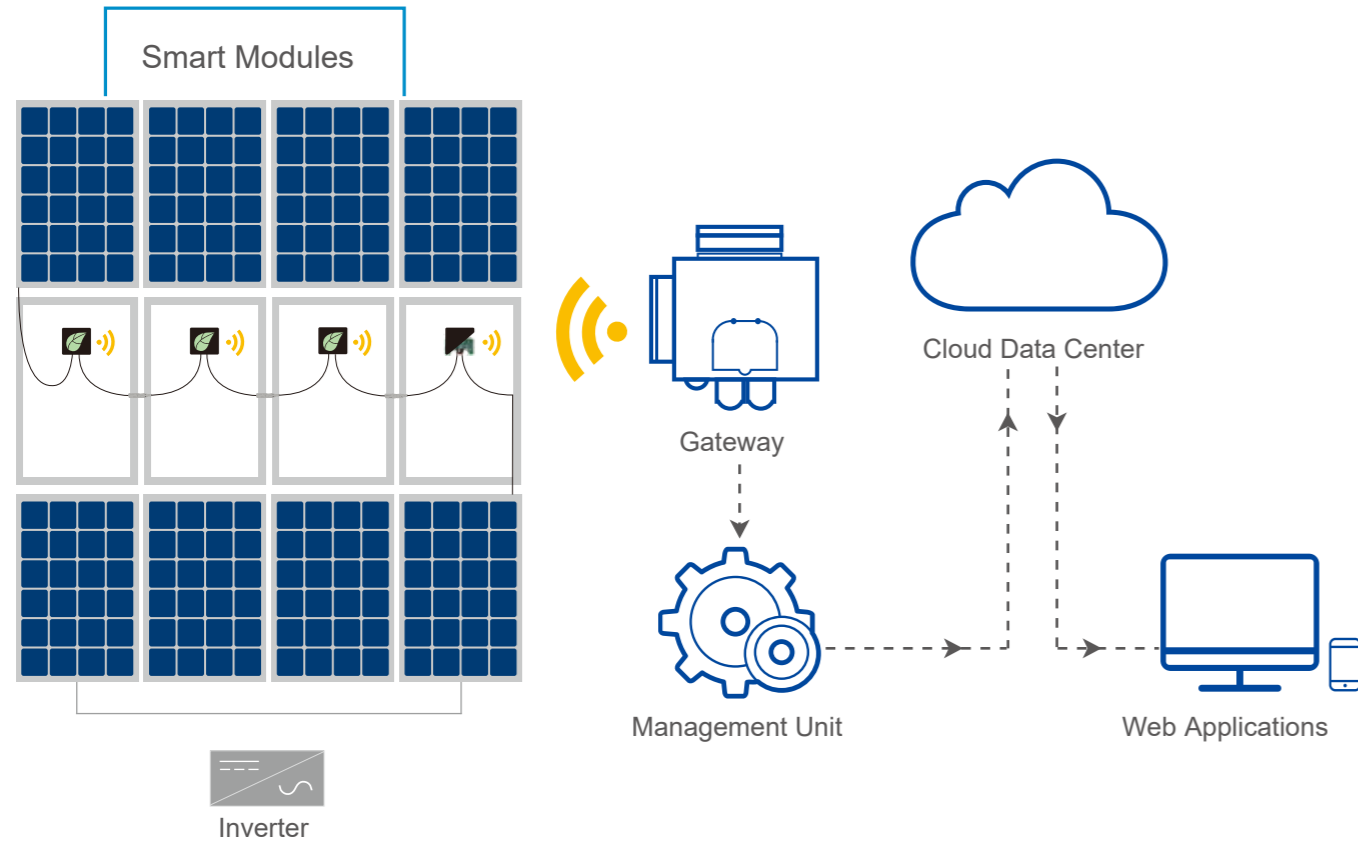 Smart Modules
Cloud Data Center
Gateway
Management Unit
Web Applications
Inverter